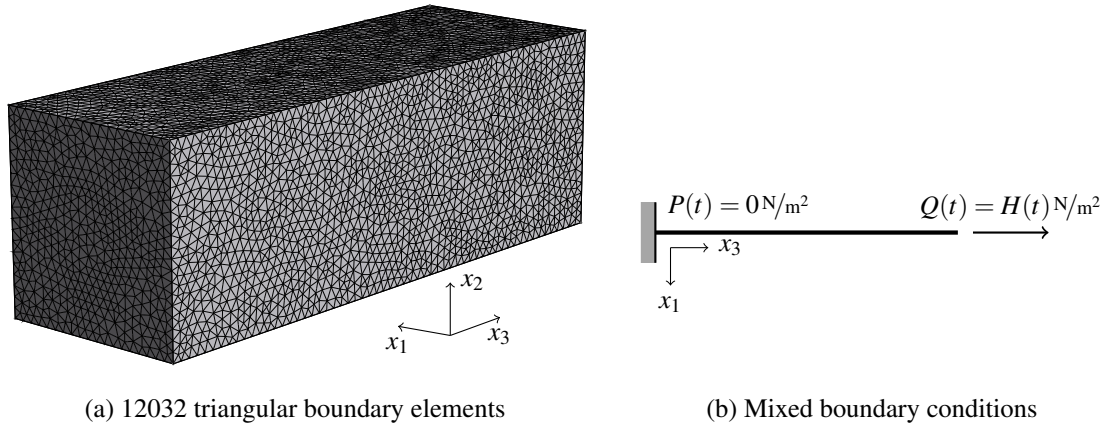 x₂
x₁
x₃
P(t) = 0 N/m²
Q(t) = H(t) N/m²
x₃
x₁
(a) 12032 triangular boundary elements
(b) Mixed boundary conditions